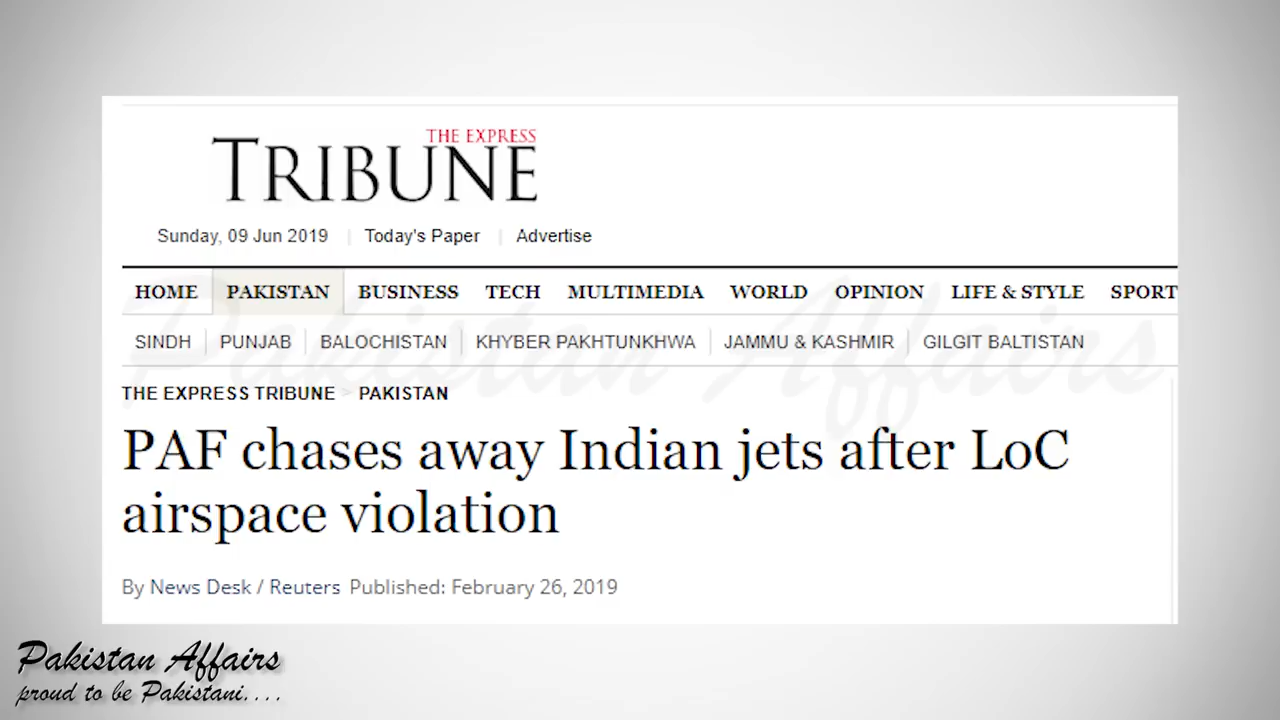 THE EXPRESS
TRIBUNE
Sunday, 09 Jun 2019 | Today's Paper | Advertise
HOME PAKISTAN BUSINESS TECH MULTIMEDIA WORLD OPINION LIFE & STYLE SPORT
SINDH | PUNJAB | BALOCHISTAN | KHYBER PAKHTUNKHWA | JAMMU & KASHMIR | GILGIT BALTISTAN
Pakistan Affairs
THE EXPRESS TRIBUNE > PAKISTAN
PAF chases away Indian jets after LoC
airspace violation
By News Desk / Reuters Published: February 26, 2019
Pakistan Affairs
proud to be Pakistani....